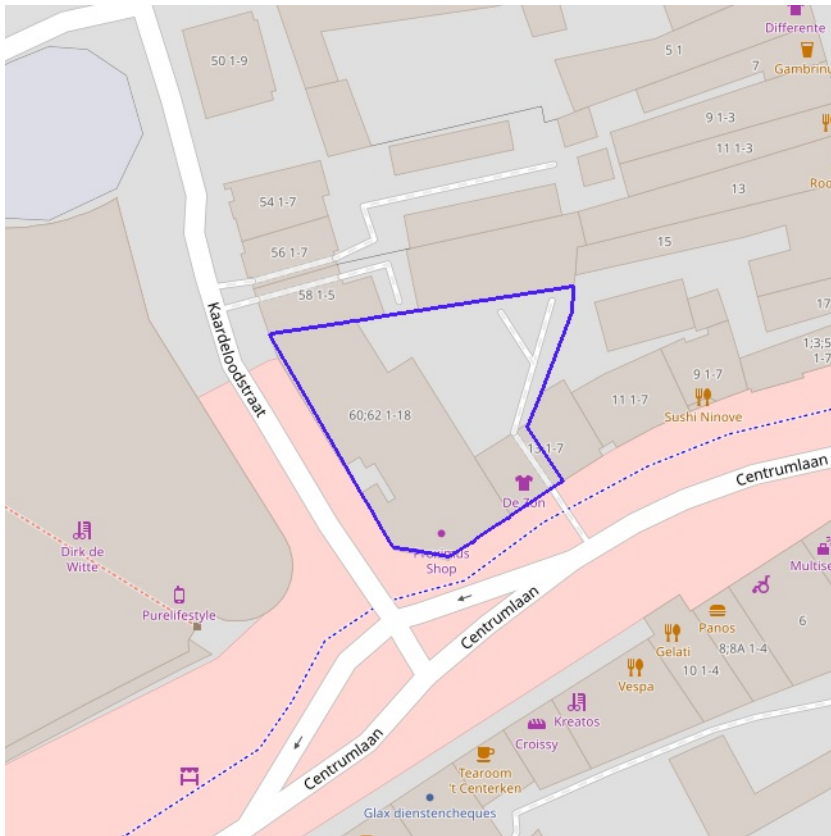 Differente
50 1-9
5 1
7
Gambrinu
9 1-3
11 1-3
13
Roo
54 1-7
15
56 1-7
58 1-5
17
Kaardeloodstraat
1;3;5
1-7
9 1-7
11 1-7
Sushi Ninove
60;62 1-18
13 1-7
Centrumlaan
De Zon
Dirk de
Witte
Proximus
Shop
Multise
Purelifestyle
Centrumlaan
Panos
6
Gelati
8;8A 1-4
10 1-4
Vespa
Kreatos
Croissy
Centrumlaan
Tearoom
't Centerken
Glax dienstencheques